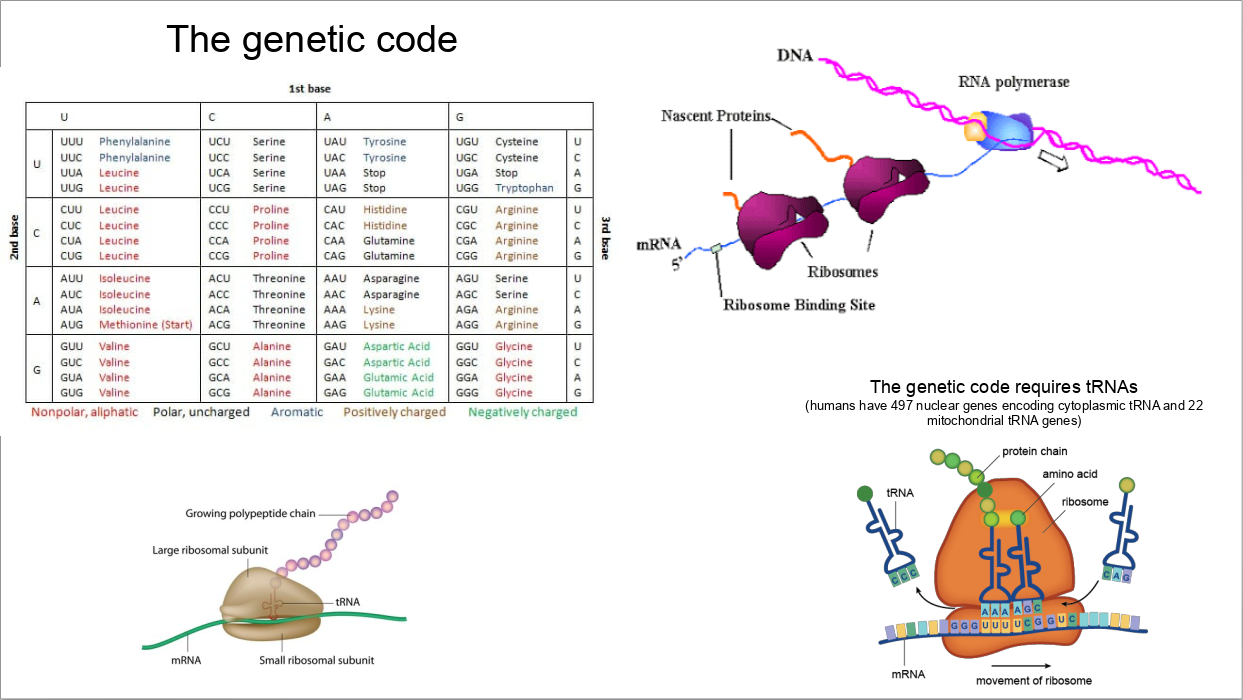 The genetic code
1st base
U C A G
2nd base
3rd bsae
U
UUU Phenylalanine UCU Serine UAU Tyrosine UGU Cysteine U
UUC Phenylalanine UCC Serine UAC Tyrosine UGC Cysteine C
UUA Leucine UCA Serine UAA Stop UGA Stop A
UUG Leucine UCG Serine UAG Stop UGG Tryptophan G
C
CUU Leucine CCU Proline CAU Histidine CGU Arginine U
CUC Leucine CCC Proline CAC Histidine CGC Arginine C
CUA Leucine CCA Proline CAA Glutamine CGA Arginine A
CUG Leucine CCG Proline CAG Glutamine CGG Arginine G
A
AUU Isoleucine ACU Threonine AAU Asparagine AGU Serine U
AUC Isoleucine ACC Threonine AAC Asparagine AGC Serine C
AUA Isoleucine ACA Threonine AAA Lysine AGA Arginine A
AUG Methionine (Start) ACG Threonine AAG Lysine AGG Arginine G
G
GUU Valine GCU Alanine GAU Aspartic Acid GGU Glycine U
GUC Valine GCC Alanine GAC Aspartic Acid GGC Glycine C
GUA Valine GCA Alanine GAA Glutamic Acid GGA Glycine A
GUG Valine GCG Alanine GAG Glutamic Acid GGG Glycine G
Nonpolar, aliphatic Polar, uncharged Aromatic Positively charged Negatively charged
DNA
RNA polymerase
Nascent Proteins
mRNA
5'
Ribosomes
Ribosome Binding Site
Growing polypeptide chain
Large ribosomal subunit
tRNA
mRNA
Small ribosomal subunit
The genetic code requires tRNAs
(humans have 497 nuclear genes encoding cytoplasmic tRNA and 22
mitochondrial tRNA genes)
protein chain
amino acid
tRNA
ribosome
CCC
CAG
AAAAGC
GGGUUUUCGGUC
mRNA
movement of ribosome